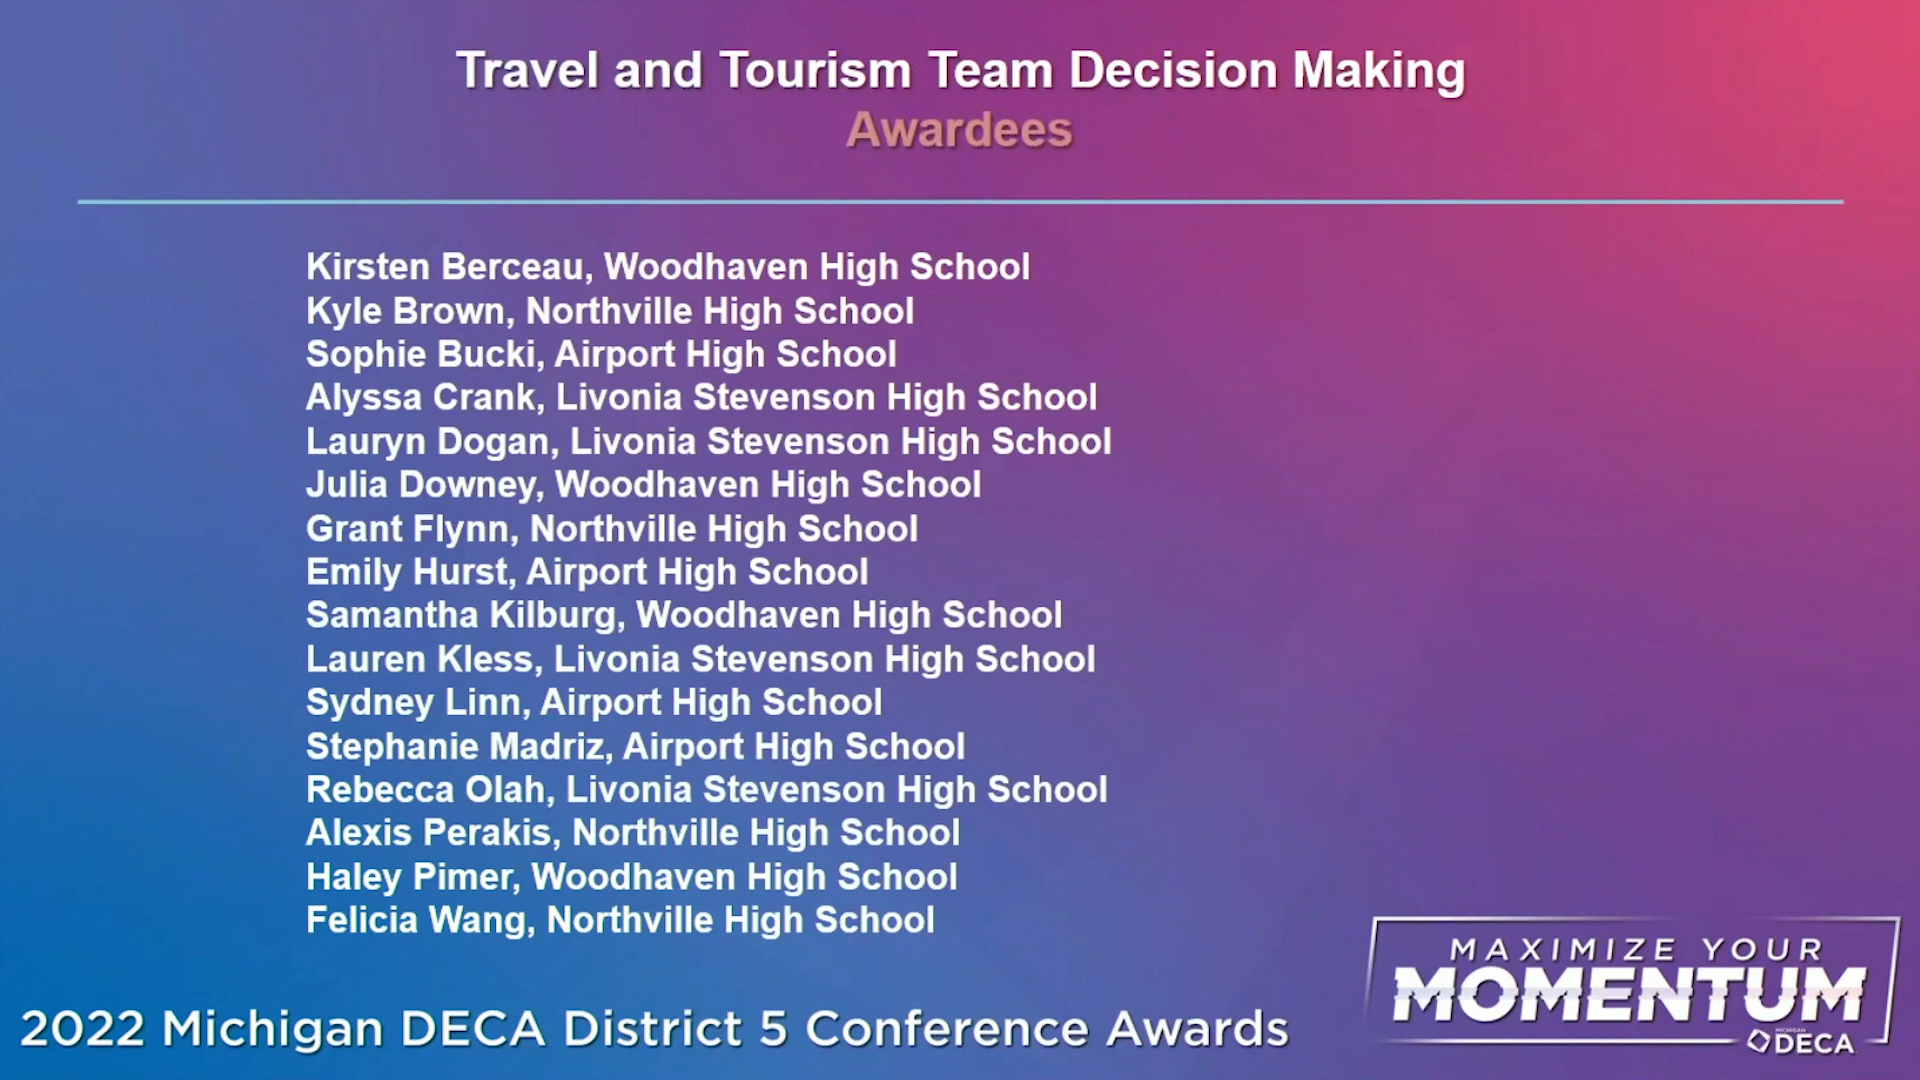 Travel and Tourism Team Decision Making
Awardees
Kirsten Berceau, Woodhaven High School
Kyle Brown, Northville High School
Sophie Bucki, Airport High School
Alyssa Crank, Livonia Stevenson High School
Lauryn Dogan, Livonia Stevenson High School
Julia Downey, Woodhaven High School
Grant Flynn, Northville High School
Emily Hurst, Airport High School
Samantha Kilburg, Woodhaven High School
Lauren Kless, Livonia Stevenson High School
Sydney Linn, Airport High School
Stephanie Madriz, Airport High School
Rebecca Olah, Livonia Stevenson High School
Alexis Perakis, Northville High School
Haley Pimer, Woodhaven High School
Felicia Wang, Northville High School
2022 Michigan DECA District 5 Conference Awards
MAXIMIZE YOUR
MOMENTUM
MICHIGAN
DECA